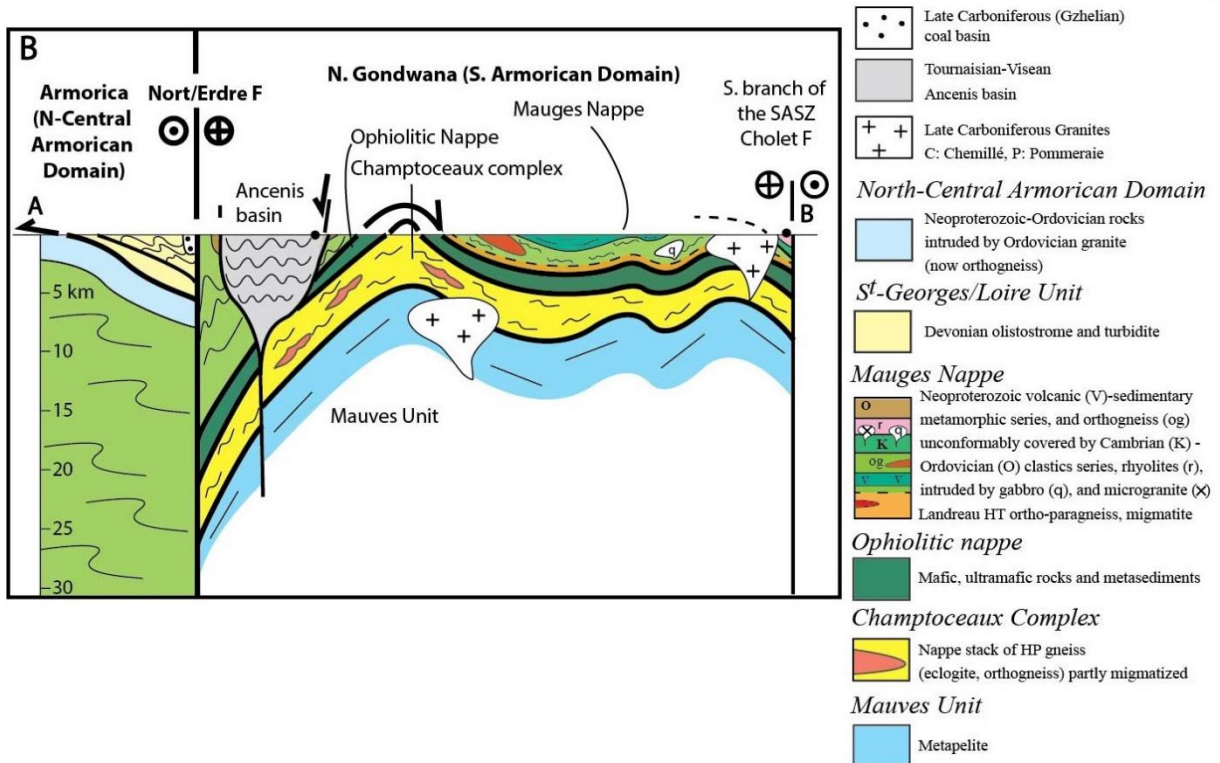 B
N. Gondwana (S. Armorican Domain)
Armorica
(N-Central
Armorican
Domain)
Nort/Erdre F
Ophiolitic Nappe
Champtoceaux complex
Mauges Nappe
S. branch of
the SASZ
Cholet F
Ancenis
basin
A
B
q
5 km
10
15
20
25
30
Mauves Unit
Late Carboniferous (Gzhelian)
coal basin
Tournaisian-Visean
Ancenis basin
Late Carboniferous Granites
C: Chemillé, P: Pommeraie
North-Central Armorican Domain
Neoproterozoic-Ordovician rocks
intruded by Ordovician granite
(now orthogneiss)
St-Georges/Loire Unit
Devonian olistostrome and turbidite
Mauges Nappe
O
r
q
K
og
V V
Neoproterozoic volcanic (V)-sedimentary
metamorphic series, and orthogneiss (og)
unconformably covered by Cambrian (K) -
Ordovician (O) clastics series, rhyolites (r),
intruded by gabbro (q), and microgranite (×)
Landreau HT ortho-paragneiss, migmatite
Ophiolitic nappe
Mafic, ultramafic rocks and metasediments
Champtoceaux Complex
Nappe stack of HP gneiss
(eclogite, orthogneiss) partly migmatized
Mauves Unit
Metapelite